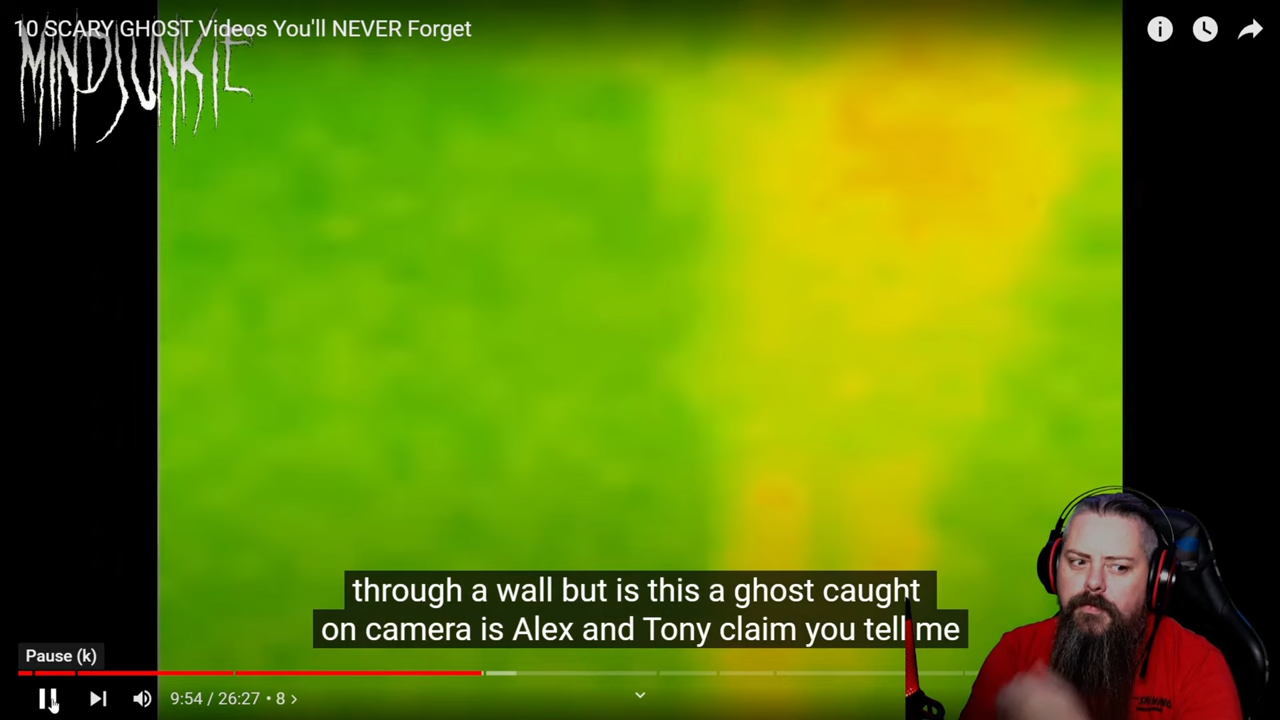 10 SCARY GHOST Videos You'll NEVER Forget
MINDJUNKIE
through a wall but is this a ghost caught
on camera is Alex and Tony claim you tell me
Pause (k)
9:54 / 26:27 • 8 >